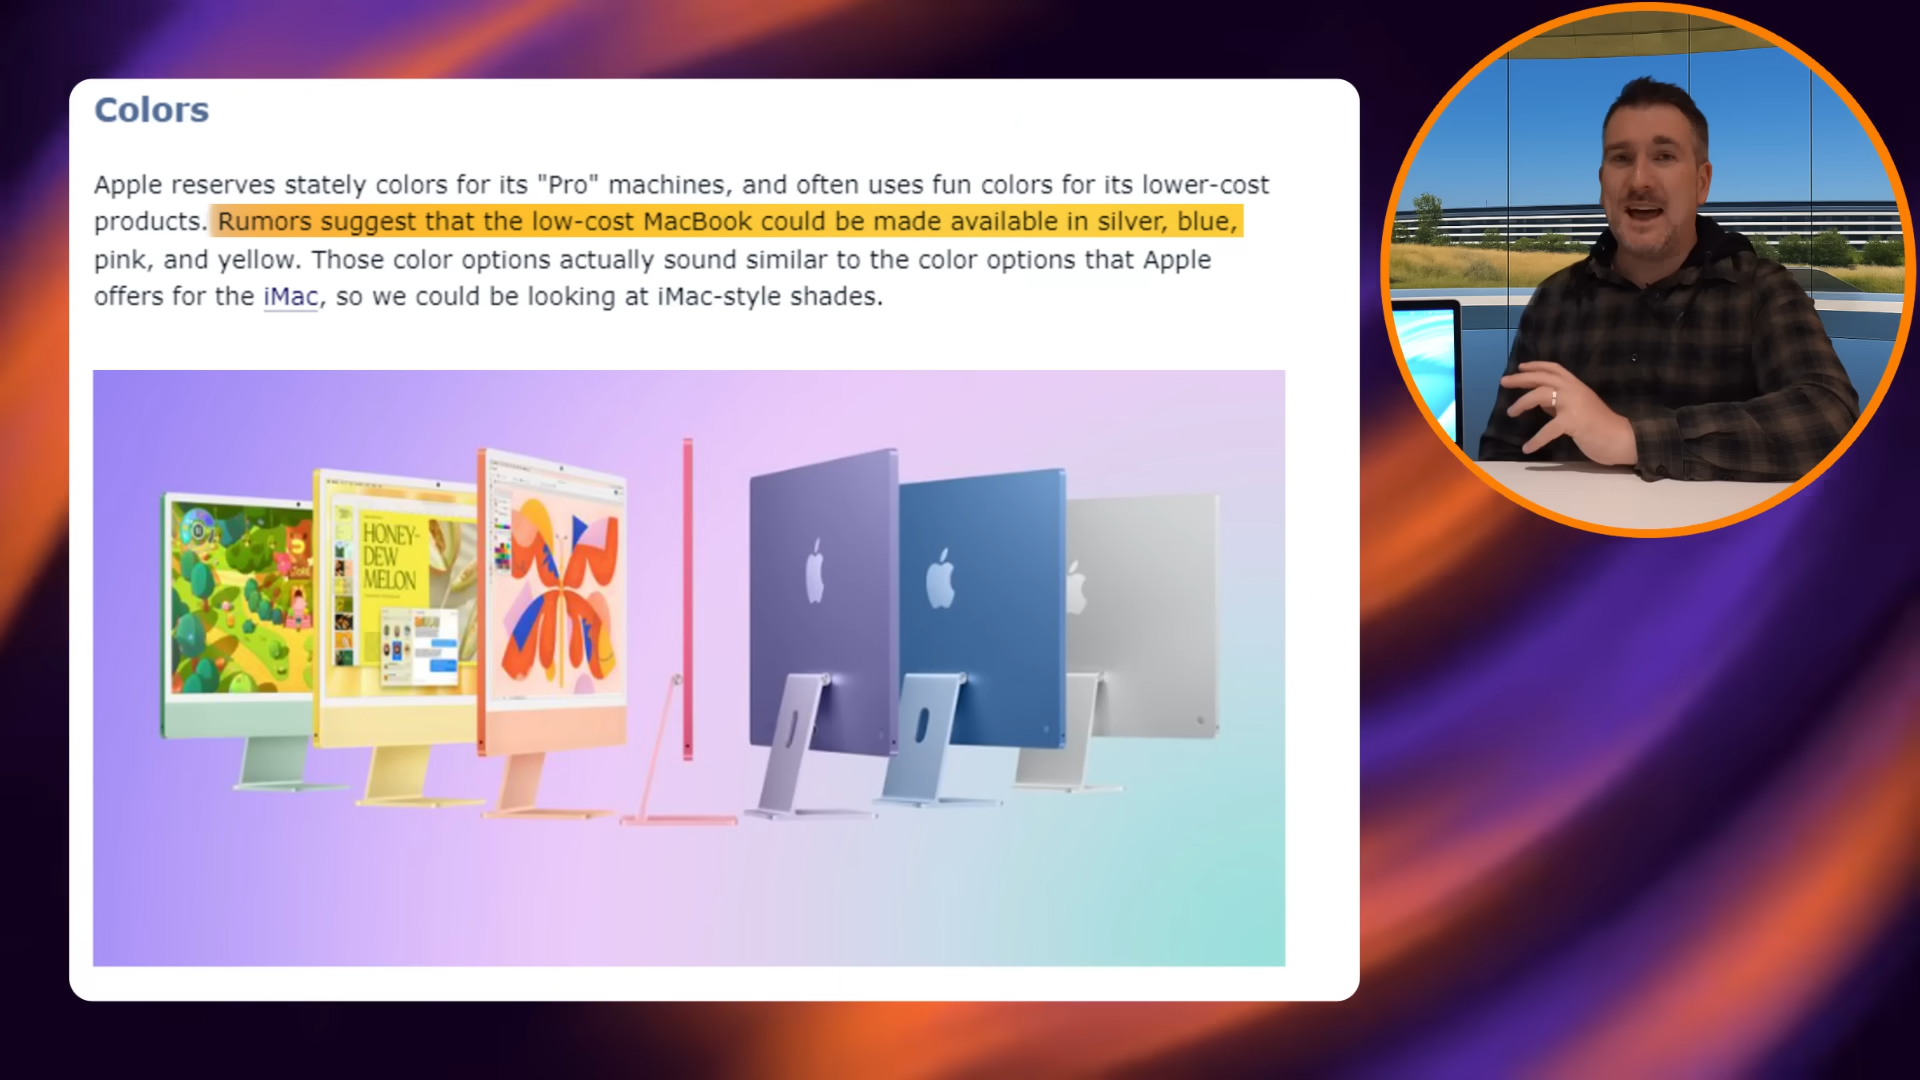 Colors
Apple reserves stately colors for its "Pro" machines, and often uses fun colors for its lower-cost
products. Rumors suggest that the low-cost MacBook could be made available in silver, blue,
pink, and yellow. Those color options actually sound similar to the color options that Apple
offers for the iMac, so we could be looking at iMac-style shades.
HONEY-
DEW
MELON